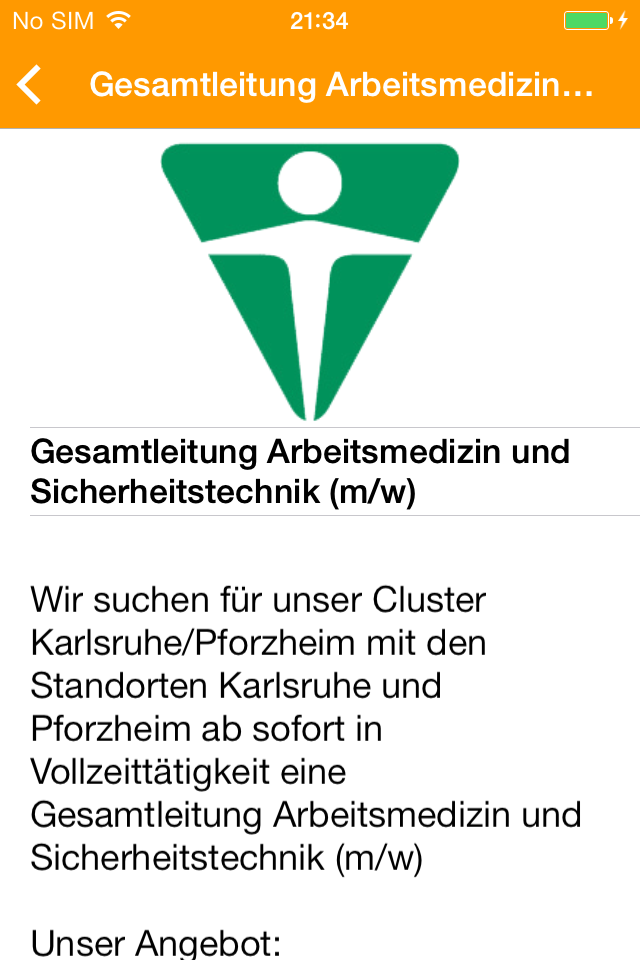 No SIM 21:34
Gesamtleitung Arbeitsmedizin...
Gesamtleitung Arbeitsmedizin und
Sicherheitstechnik (m/w)
Wir suchen für unser Cluster
Karlsruhe/Pforzheim mit den
Standorten Karlsruhe und
Pforzheim ab sofort in
Vollzeittätigkeit eine
Gesamtleitung Arbeitsmedizin und
Sicherheitstechnik (m/w)
Unser Angebot: